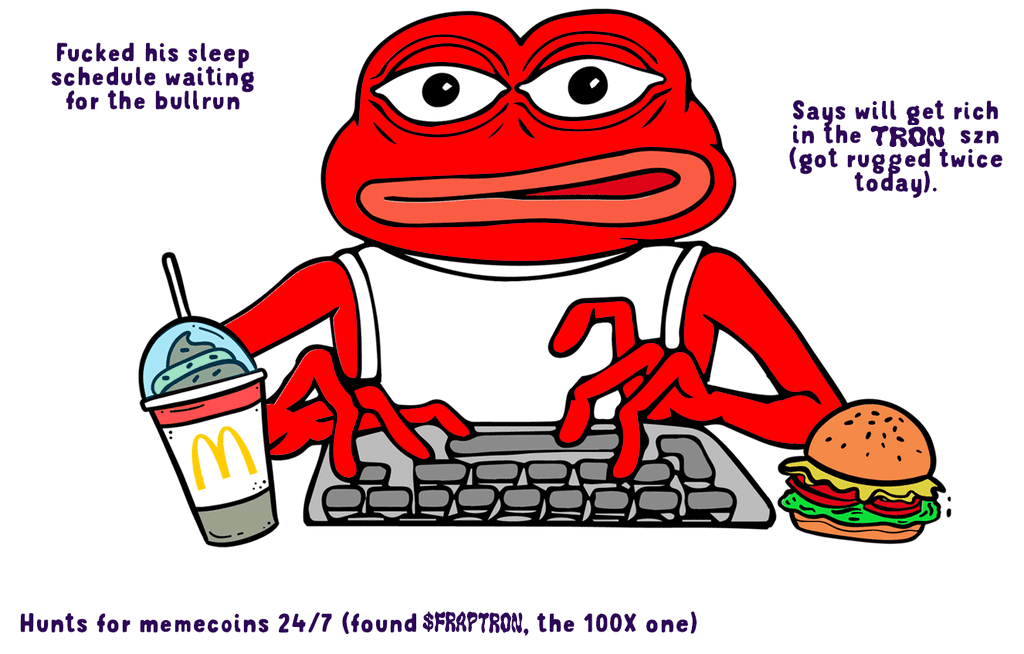 Fucked his sleep
schedule waiting
for the bullrun
Says will get rich
in the TRON szn
(got rugged twice
today).
M
Hunts for memecoins 24/7 (found $FRAPTRON, the 100X one)